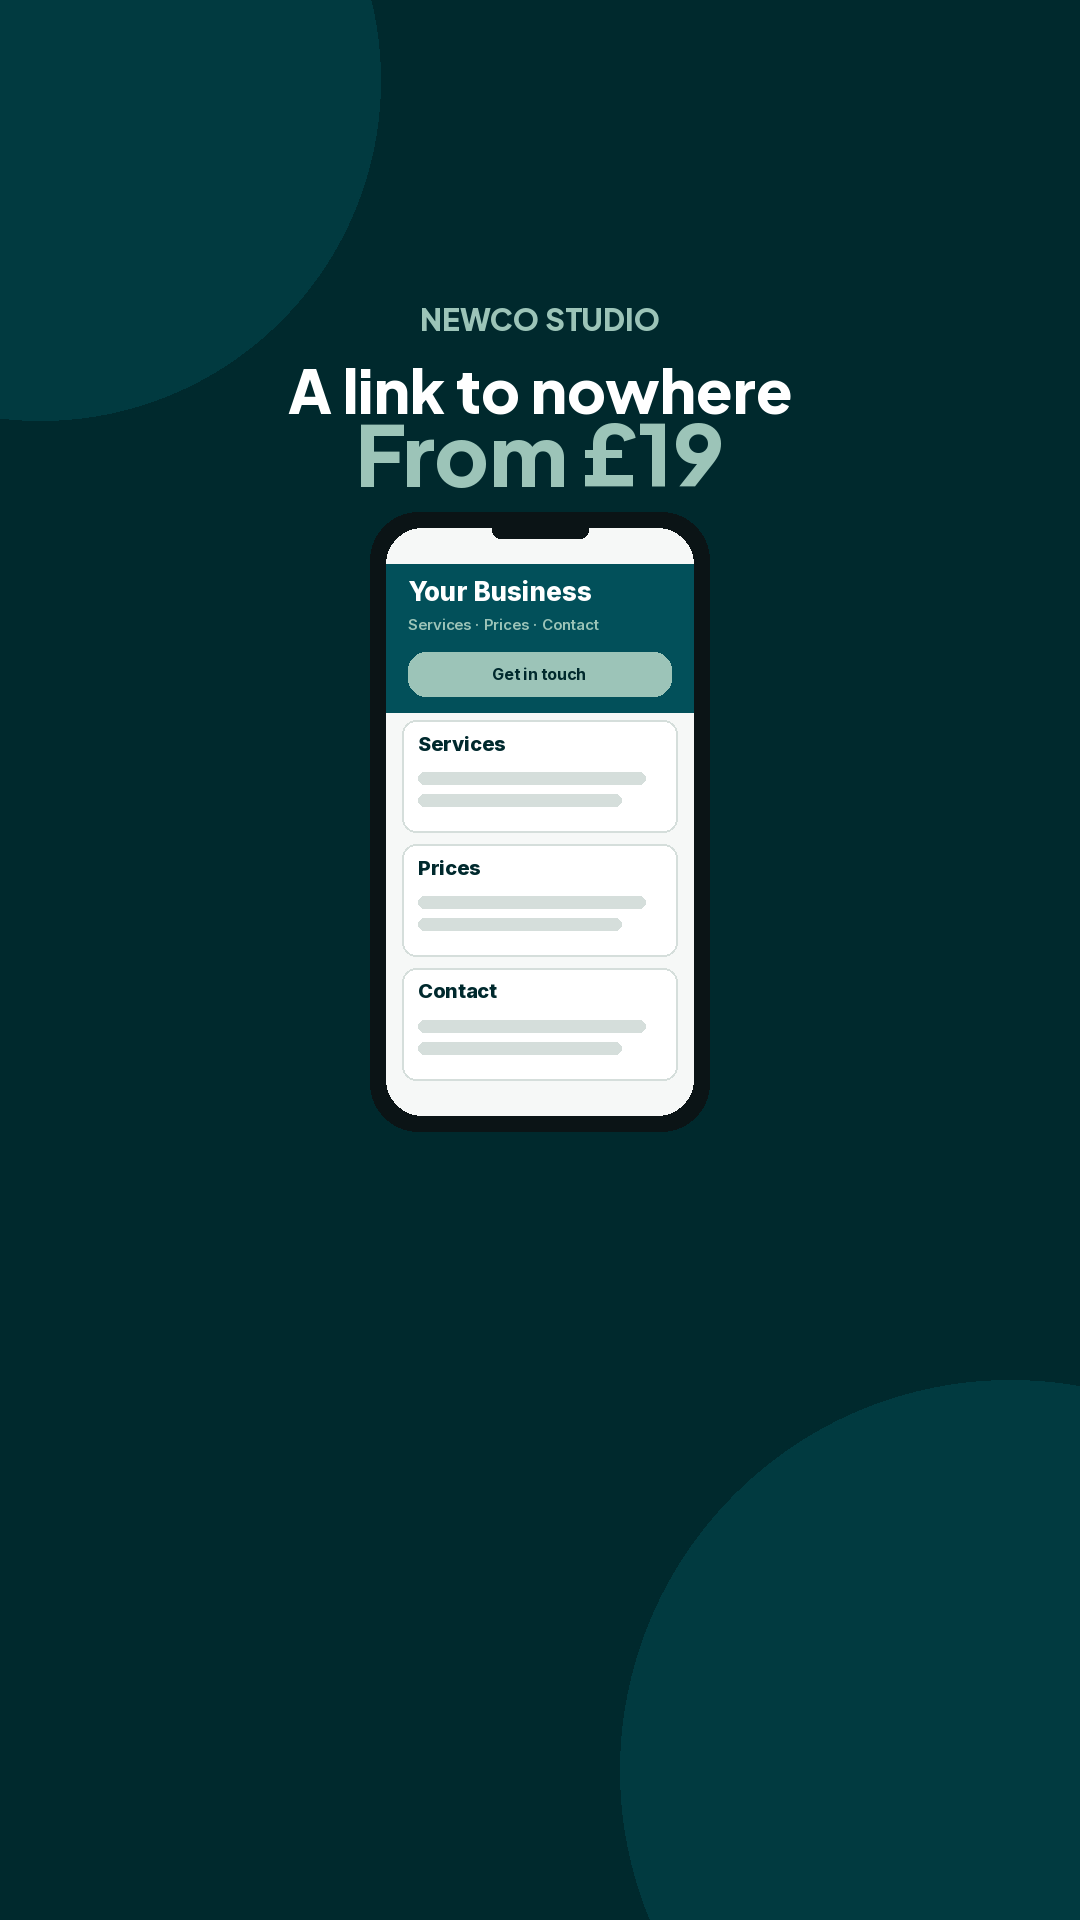 NEWCO STUDIO
A link to nowhere
From £19
Your Business
Services · Prices · Contact
Get in touch
Services
Prices
Contact